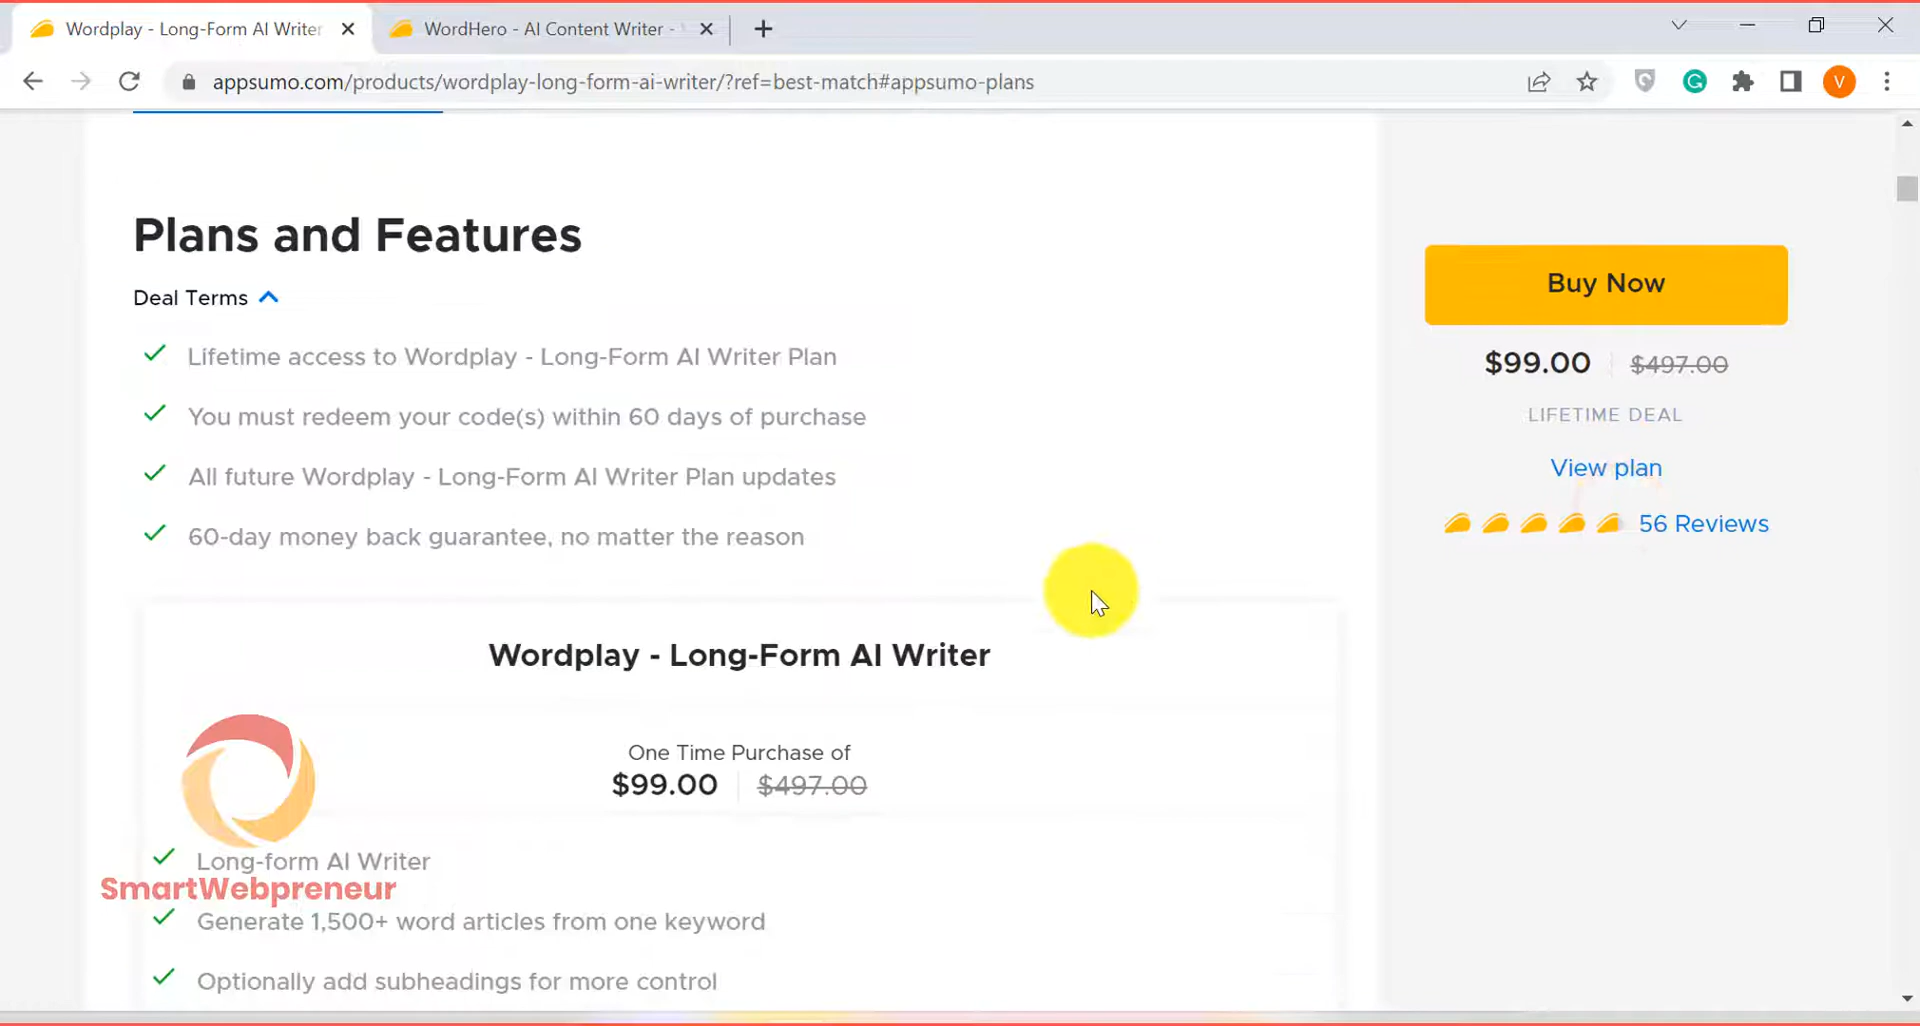 Wordplay - Long-Form AI Writer
WordHero - AI Content Writer -
appsumo.com/products/wordplay-long-form-ai-writer/?ref=best-match#appsumo-plans
V
Plans and Features
Deal Terms
Lifetime access to Wordplay - Long-Form AI Writer Plan
You must redeem your code(s) within 60 days of purchase
All future Wordplay - Long-Form AI Writer Plan updates
60-day money back guarantee, no matter the reason
Buy Now
$99.00 $497.00
LIFETIME DEAL
View plan
56 Reviews
Wordplay - Long-Form AI Writer
One Time Purchase of
$99.00 $497.00
Long-form AI Writer
SmartWebpreneur
Generate 1,500+ word articles from one keyword
Optionally add subheadings for more control